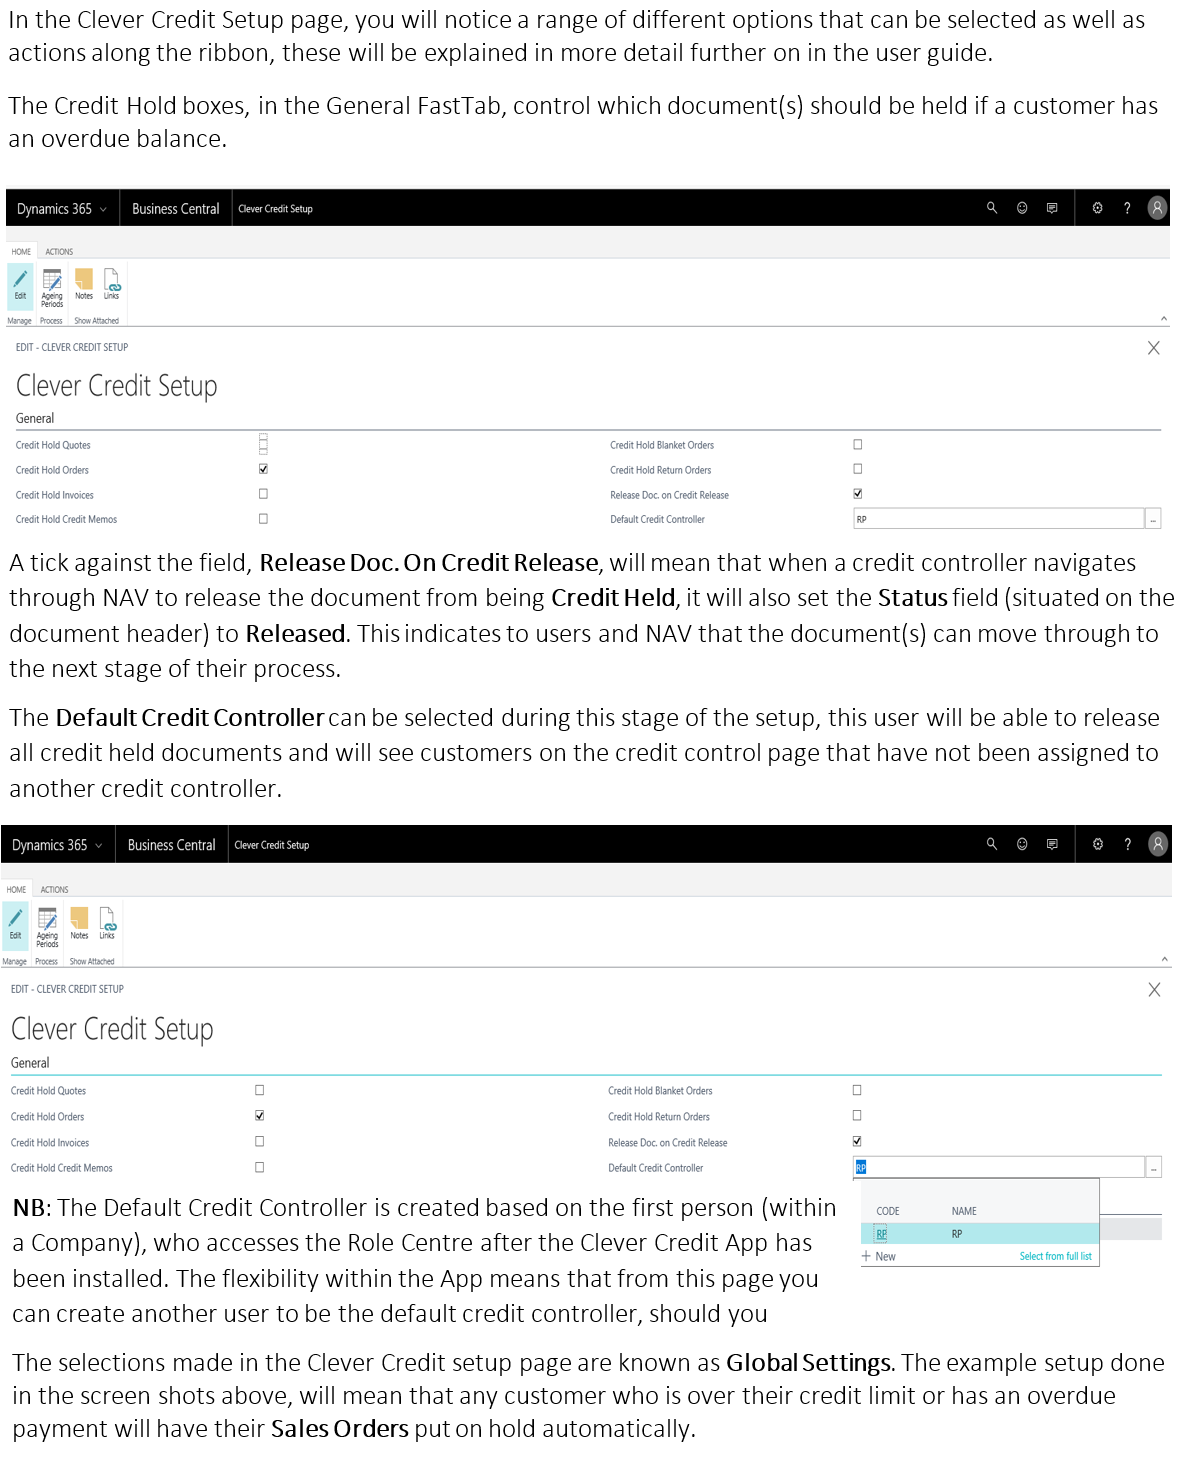 In the Clever Credit Setup page, you will notice a range of different options that can be selected as well as
actions along the ribbon, these will be explained in more detail further on in the user guide.
The Credit Hold boxes, in the General FastTab, control which document(s) should be held if a customer has
an overdue balance.
Dynamics 365 Business Central Clever Credit Setup ?
HOME ACTIONS
Edit Ageing Periods Notes Links
Manage Process Show Attached
EDIT - CLEVER CREDIT SETUP
Clever Credit Setup
General
Credit Hold Quotes Credit Hold Blanket Orders
Credit Hold Orders Credit Hold Return Orders
Credit Hold Invoices Release Doc. on Credit Release
Credit Hold Credit Memos Default Credit Controller RP ...
A tick against the field, Release Doc. On Credit Release, will mean that when a credit controller navigates
through NAV to release the document from being Credit Held, it will also set the Status field (situated on the
document header) to Released. This indicates to users and NAV that the document(s) can move through to
the next stage of their process.
The Default Credit Controller can be selected during this stage of the setup, this user will be able to release
all credit held documents and will see customers on the credit control page that have not been assigned to
another credit controller.
Dynamics 365 Business Central Clever Credit Setup ?
HOME ACTIONS
Edit Ageing Periods Notes Links
Manage Process Show Attached
EDIT - CLEVER CREDIT SETUP
Clever Credit Setup
General
Credit Hold Quotes Credit Hold Blanket Orders
Credit Hold Orders Credit Hold Return Orders
Credit Hold Invoices Release Doc. on Credit Release
Credit Hold Credit Memos Default Credit Controller RP ...
CODE NAME
RP RP
+ New Select from full list
NB: The Default Credit Controller is created based on the first person (within
a Company), who accesses the Role Centre after the Clever Credit App has
been installed. The flexibility within the App means that from this page you
can create another user to be the default credit controller, should you
The selections made in the Clever Credit setup page are known as Global Settings. The example setup done
in the screen shots above, will mean that any customer who is over their credit limit or has an overdue
payment will have their Sales Orders put on hold automatically.